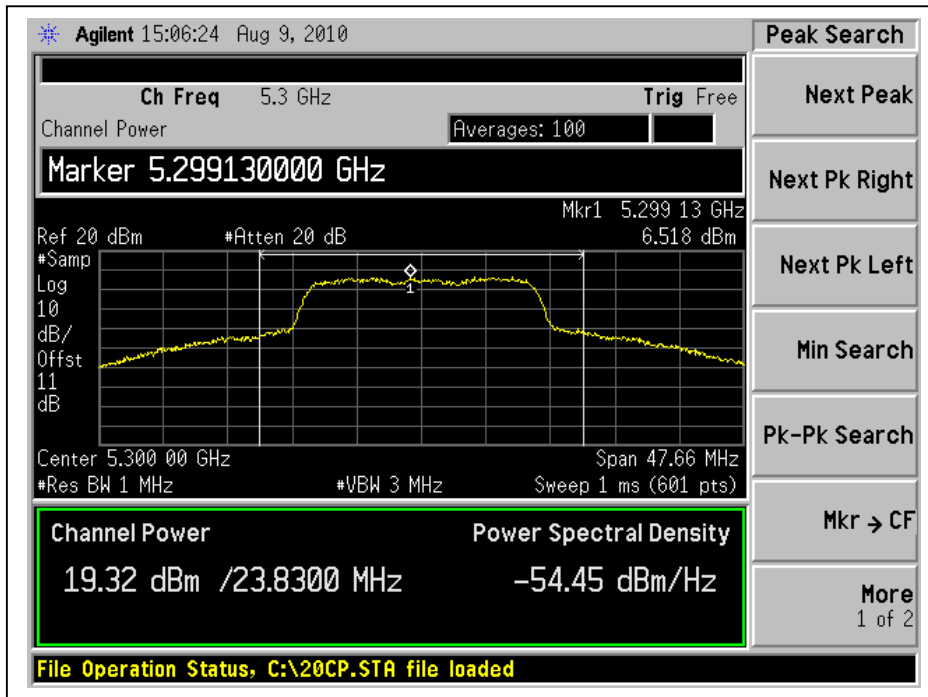 Agilent 15:06:24 Aug 9, 2010
Peak Search
Ch Freq 5.3 GHz Trig Free
Channel Power Averages: 100
Marker 5.299130000 GHz
Mkr1 5.299 13 GHz
Ref 20 dBm #Atten 20 dB 6.518 dBm
#Samp
Log
10
dB/
Offst
11
dB
1
Center 5.300 00 GHz Span 47.66 MHz
#Res BW 1 MHz #VBW 3 MHz Sweep 1 ms (601 pts)
Channel Power Power Spectral Density
19.32 dBm /23.8300 MHz -54.45 dBm/Hz
File Operation Status, C:\20CP.STA file loaded
Next Peak
Next Pk Right
Next Pk Left
Min Search
Pk-Pk Search
Mkr → CF
More
1 of 2